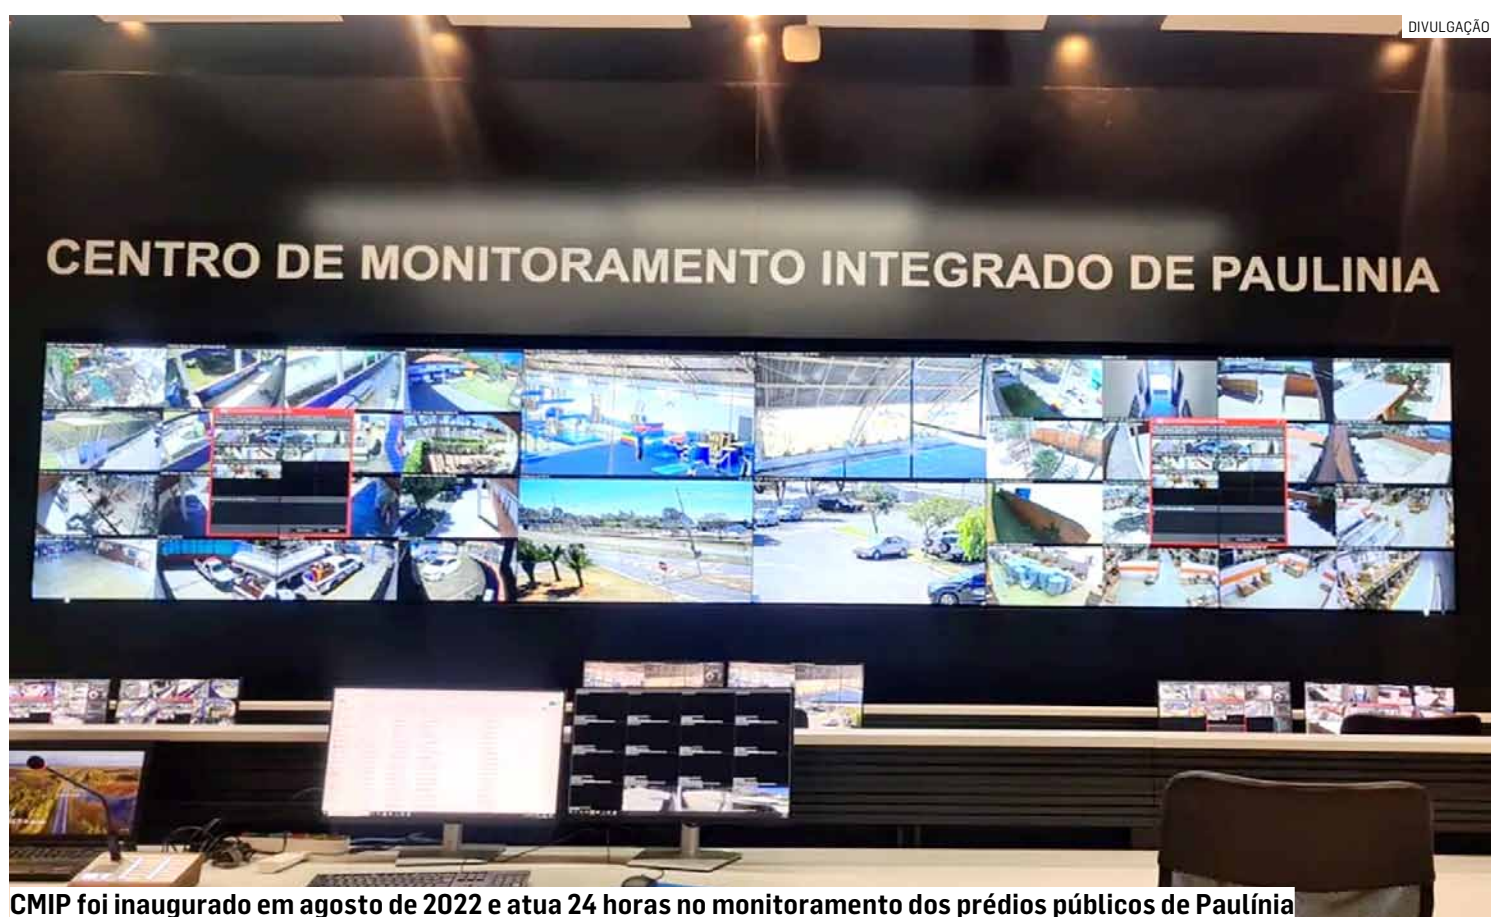 DIVULGAÇÃO
CENTRO DE MONITORAMENTO INTEGRADO DE PAULINIA
CMIP foi inaugurado em agosto de 2022 e atua 24 horas no monitoramento dos prédios públicos de Paulínia